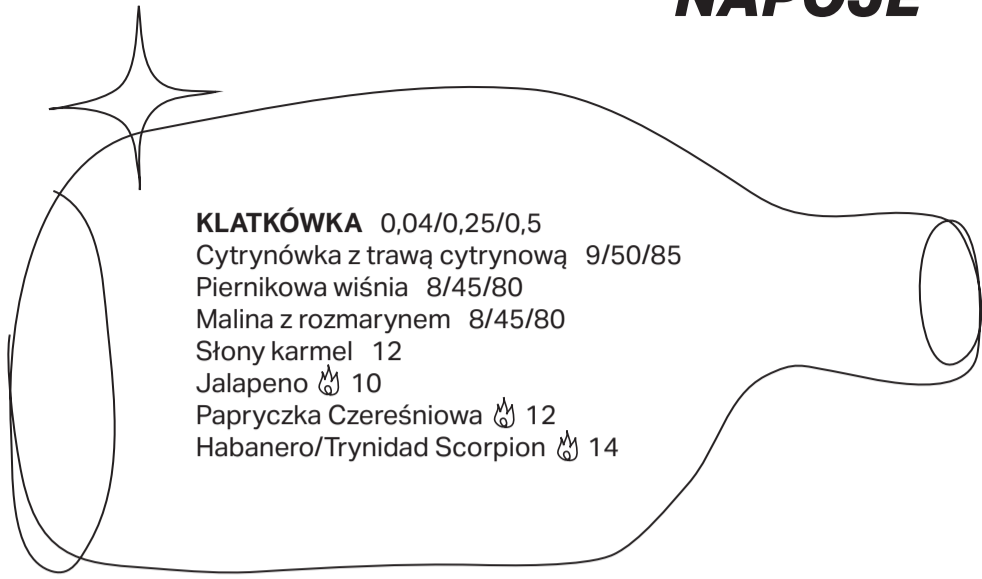 NAPOJE
KLATKÓWKA 0,04/0,25/0,5
Cytrynówka z trawą cytrynową 9/50/85
Piernikowa wiśnia 8/45/80
Malina z rozmarynem 8/45/80
Słony karmel 12
Jalapeno 10
Papryczka Czereśniowa 12
Habanero/Trynidad Scorpion 14